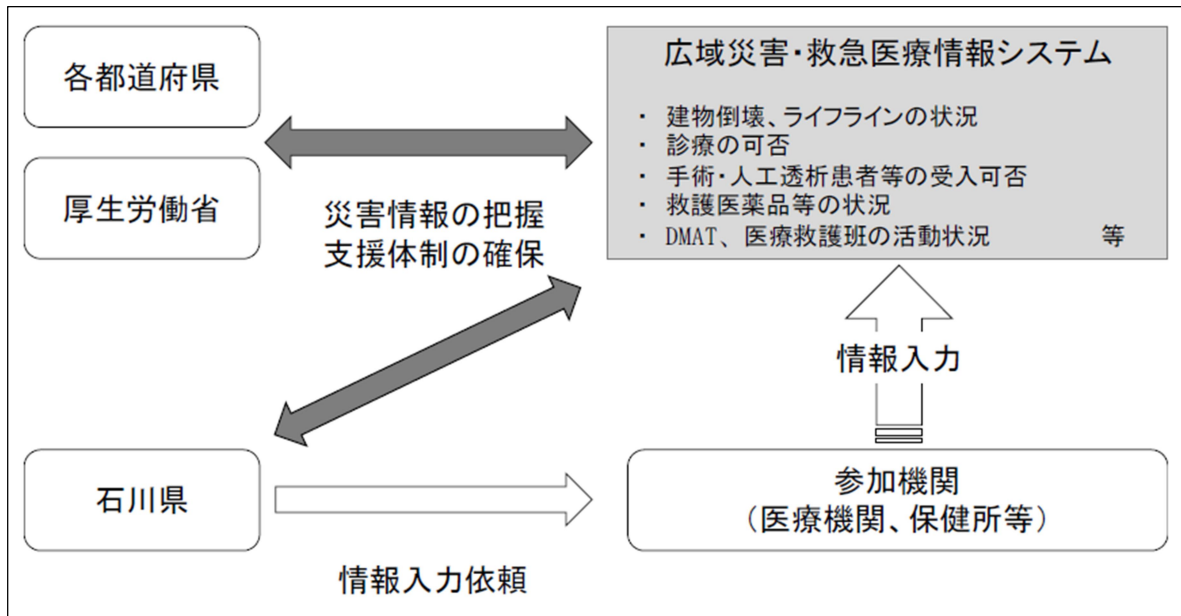 各都道府県
厚生労働省
災害情報の把握
支援体制の確保
広域災害・救急医療情報システム
・ 建物倒壊、ライフラインの状況
・ 診療の可否
・ 手術・人工透析患者等の受入可否
・ 救護医薬品等の状況
・ DMAT、医療救護班の活動状況 等
情報入力
石川県
情報入力依頼
参加機関
（医療機関、保健所等）